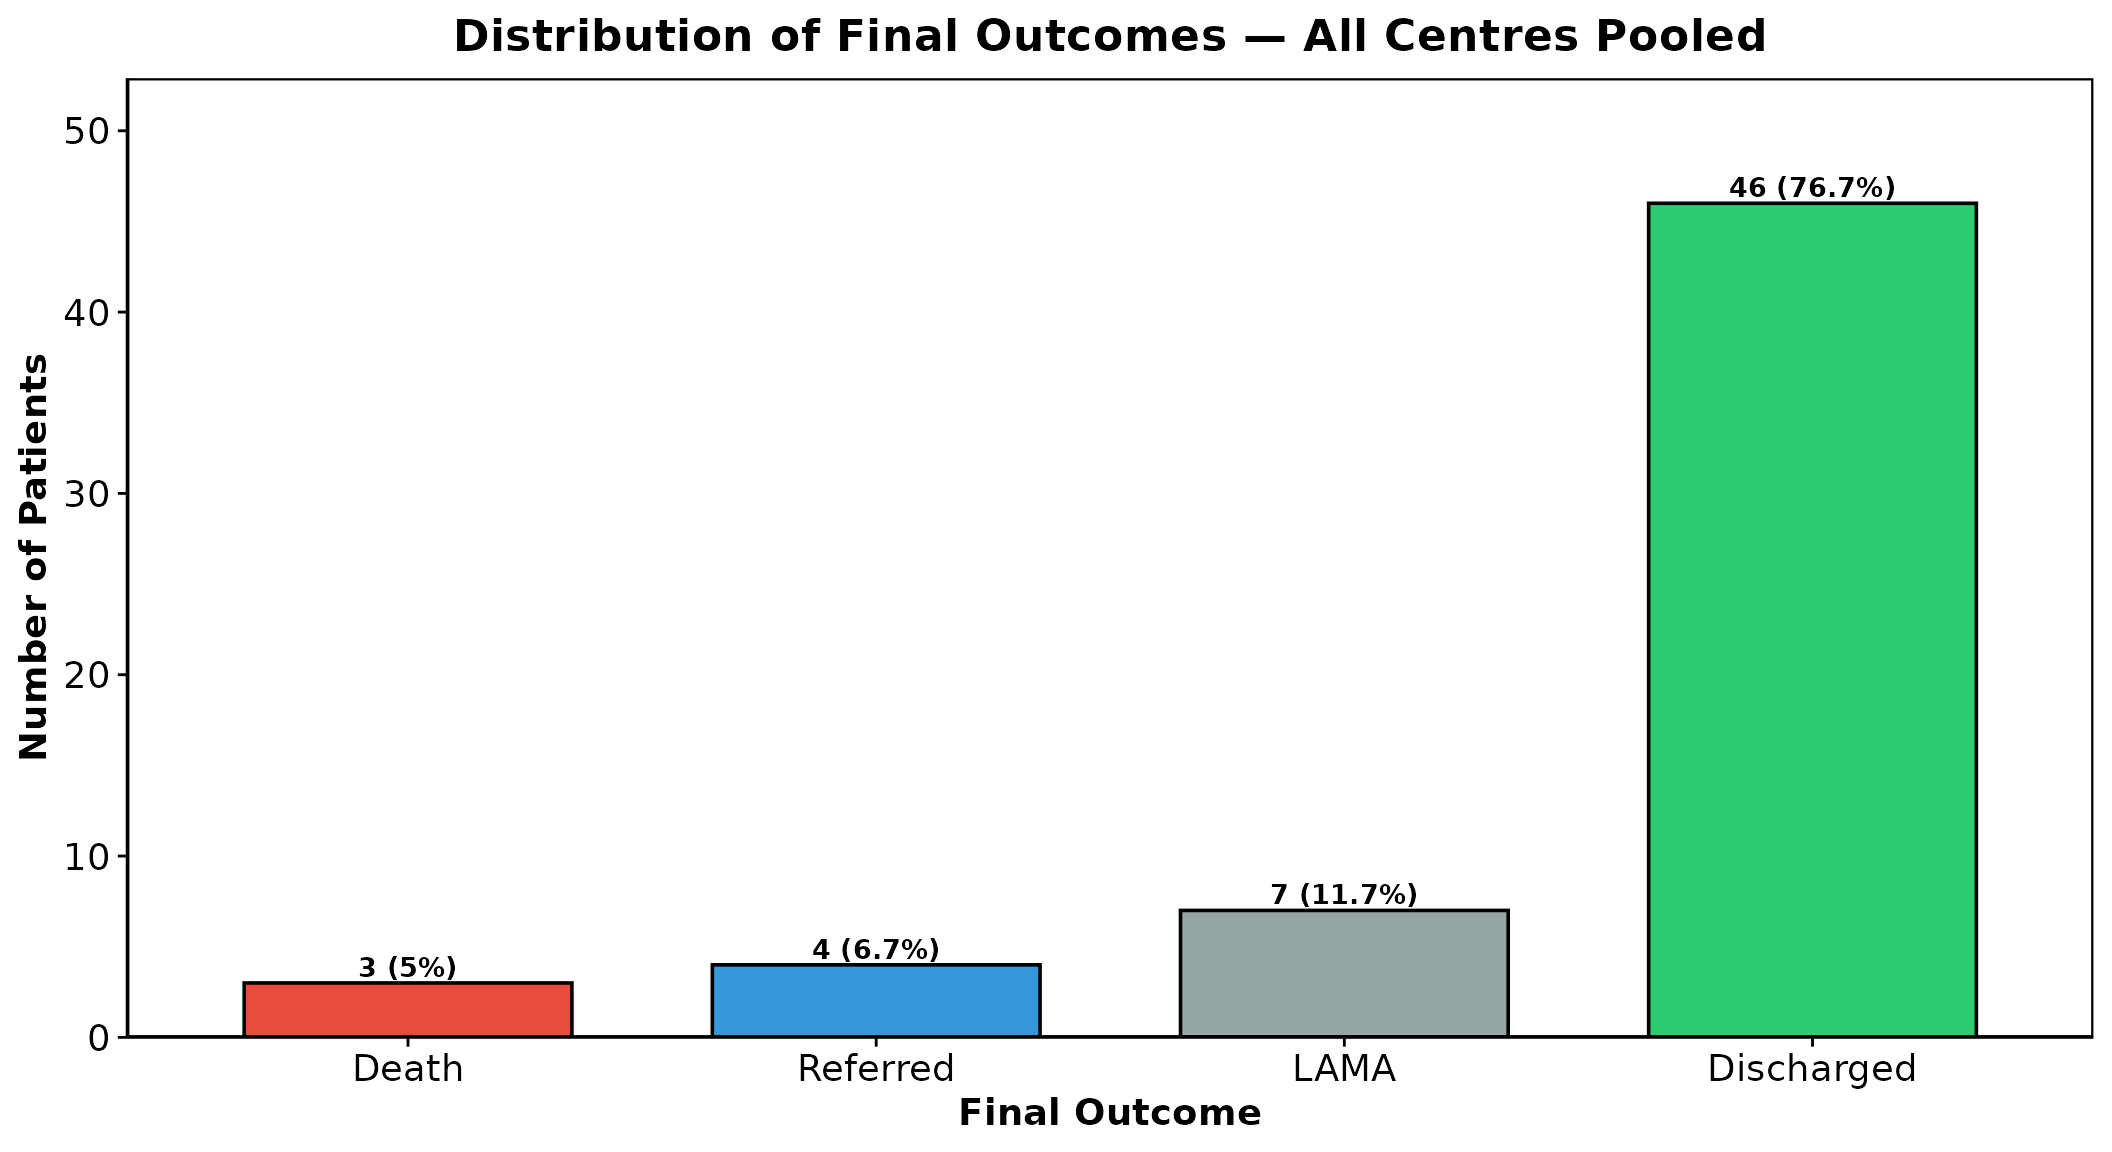 Distribution of Final Outcomes — All Centres Pooled
Number of Patients
50
40
30
20
10
0
3 (5%)
4 (6.7%)
7 (11.7%)
46 (76.7%)
Death
Referred
LAMA
Discharged
Final Outcome